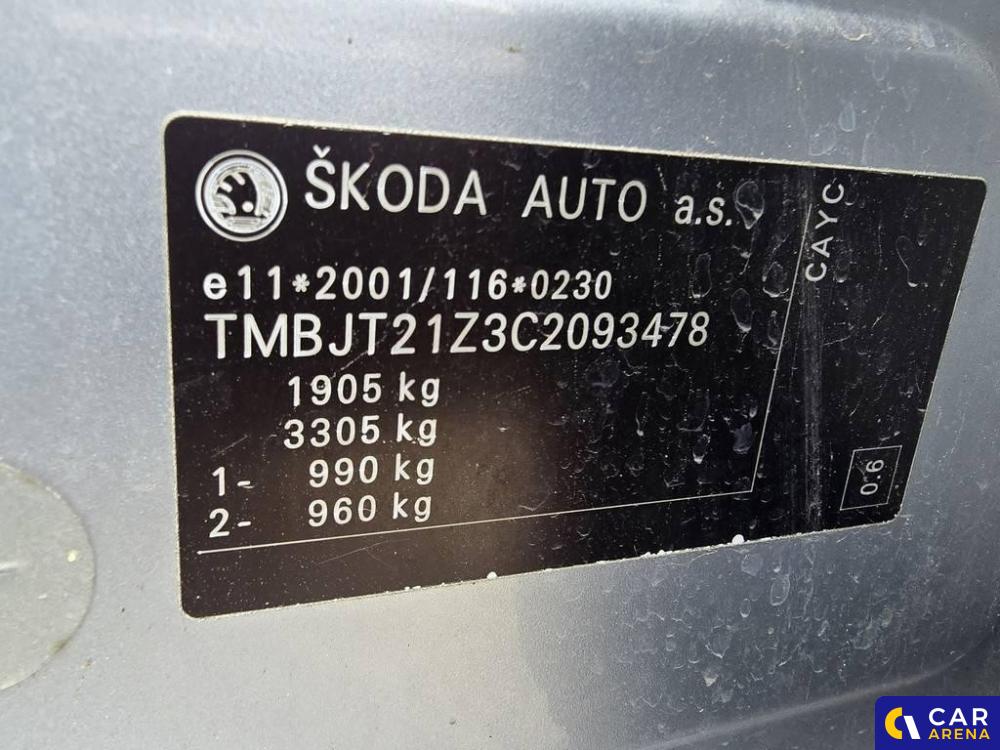 ŠKODA AUTO a.s.
e11*2001/116*0230
TMBJT21Z3C2093478
1905 kg
3305 kg
1- 990 kg
2- 960 kg
CAYC
0.6
CAR
ARENA